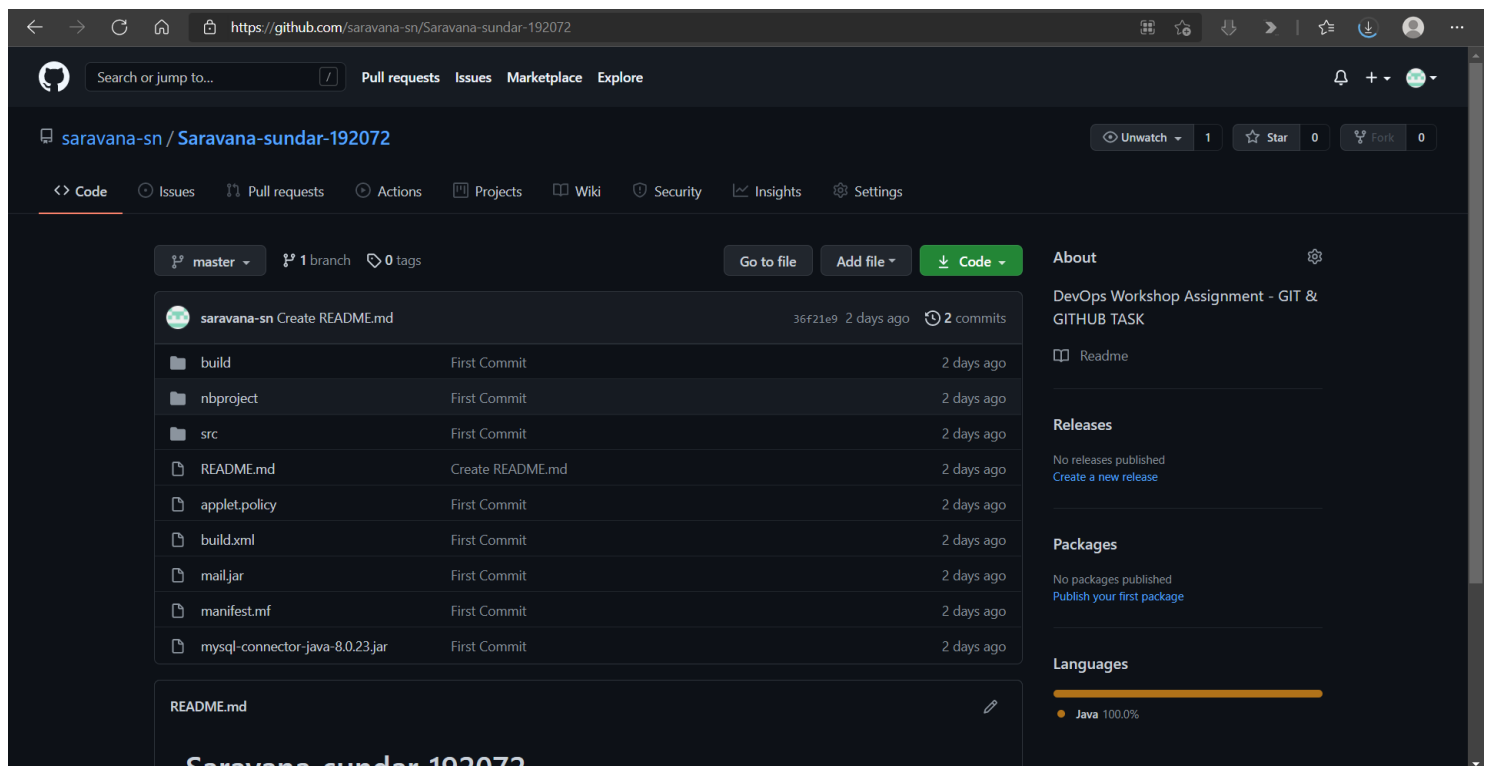 https://github.com/saravana-sn/Saravana-sundar-192072
Search or jump to... / Pull requests Issues Marketplace Explore
saravana-sn / Saravana-sundar-192072 Unwatch 1 Star 0 Fork 0
Code Issues Pull requests Actions Projects Wiki Security Insights Settings
master 1 branch 0 tags Go to file Add file Code
saravana-sn Create README.md 36f21e9 2 days ago 2 commits
build First Commit 2 days ago
nbproject First Commit 2 days ago
src First Commit 2 days ago
README.md Create README.md 2 days ago
applet.policy First Commit 2 days ago
build.xml First Commit 2 days ago
mail.jar First Commit 2 days ago
manifest.mf First Commit 2 days ago
mysql-connector-java-8.0.23.jar First Commit 2 days ago
README.md
Saravana-sundar-192072
About
DevOps Workshop Assignment - GIT &
GITHUB TASK
Readme
Releases
No releases published
Create a new release
Packages
No packages published
Publish your first package
Languages
Java 100.0%